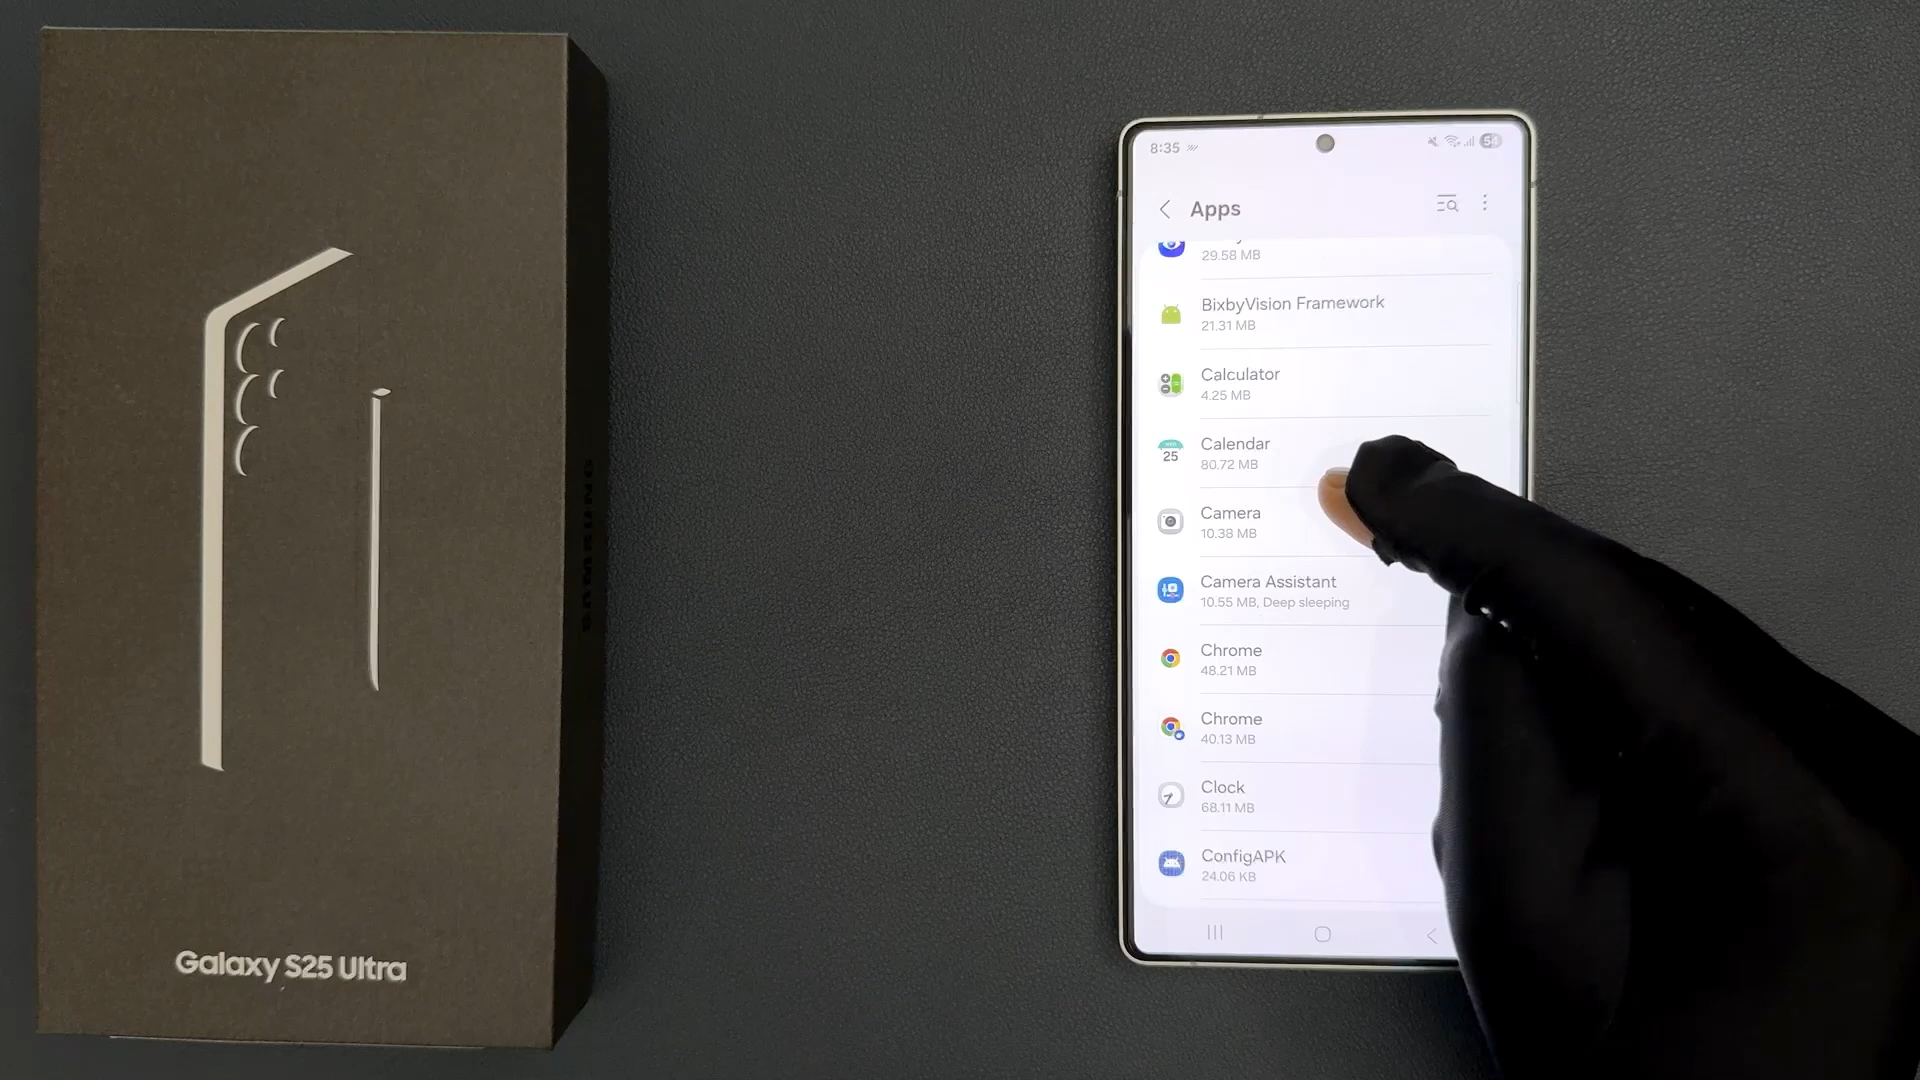 Galaxy S25 Ultra
SAMSUNG
8:35
54
Apps
29.58 MB
BixbyVision Framework
21.31 MB
Calculator
4.25 MB
Calendar
25
80.72 MB
Camera
10.38 MB
Camera Assistant
10.55 MB, Deep sleeping
Chrome
48.21 MB
Chrome
40.13 MB
Clock
68.11 MB
ConfigAPK
24.06 KB